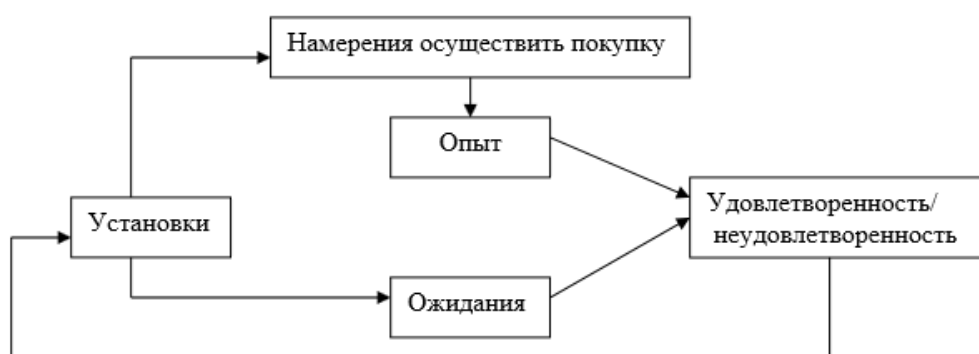 Намерения осуществить покупку
Опыт
Установки
Удовлетворенность/
неудовлетворенность
Ожидания